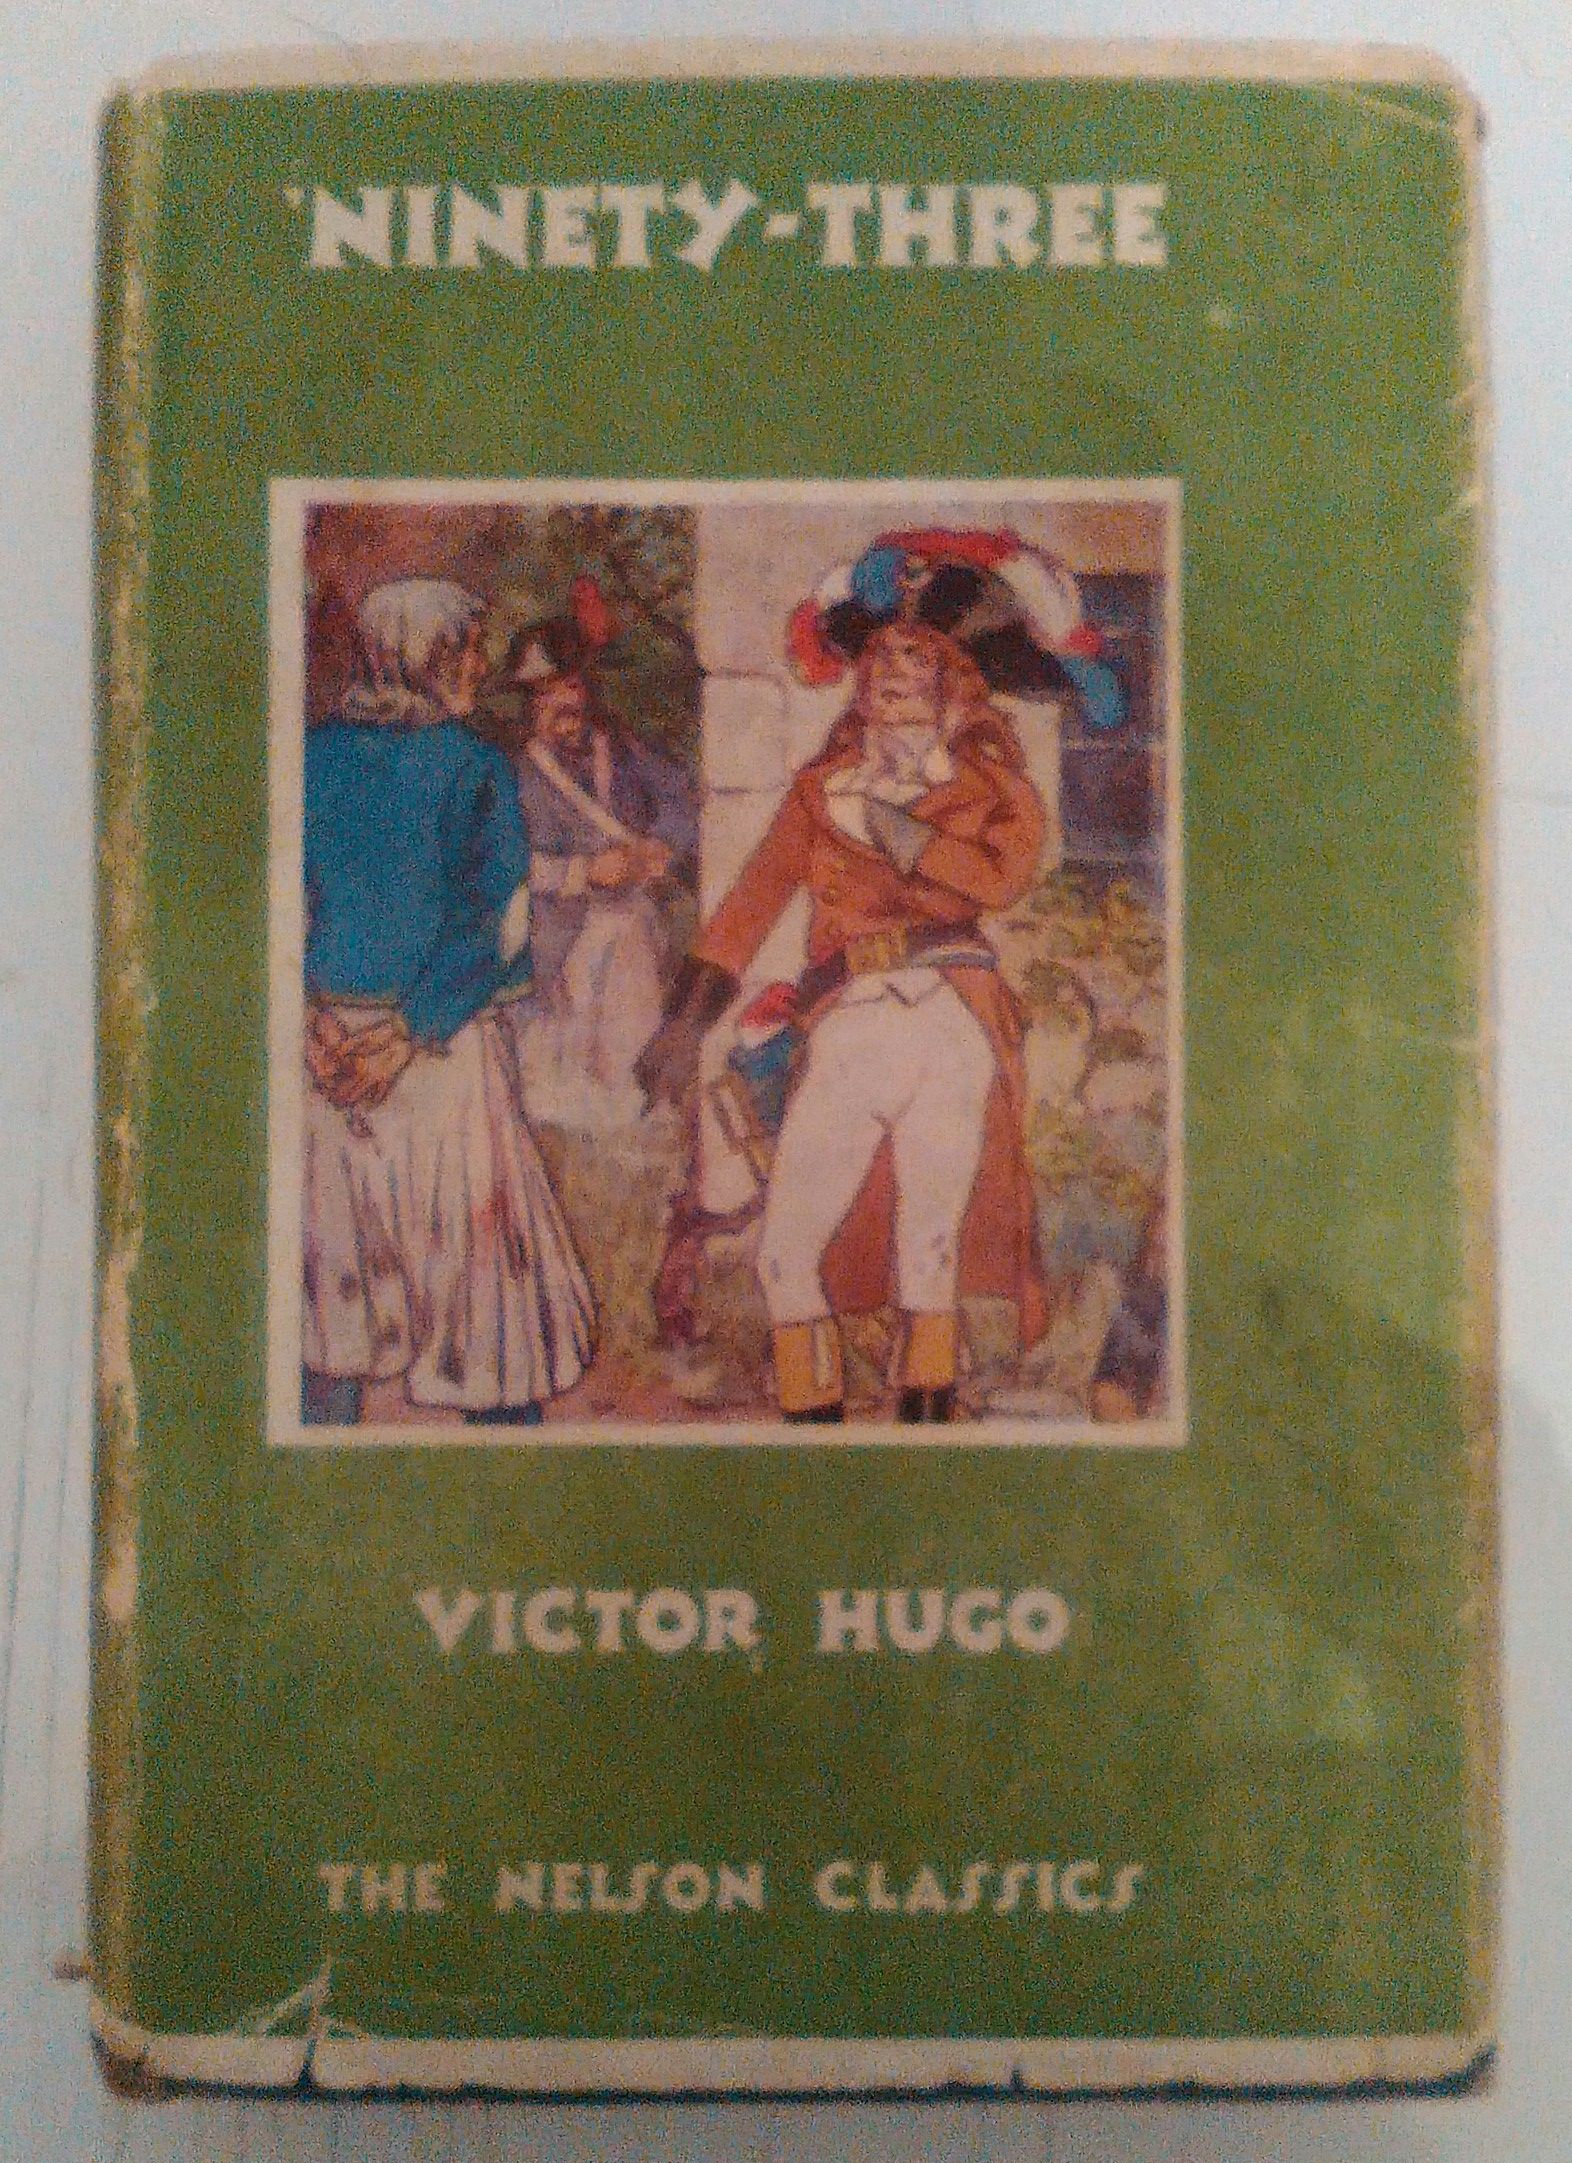 'NINETY-THREE
VICTOR HUGO
THE NELSON CLASSICS